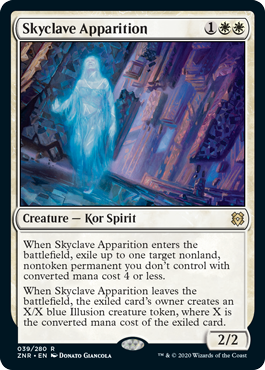 Skyclave Apparition 1
Creature — Kor Spirit
When Skyclave Apparition enters the
battlefield, exile up to one target nonland,
nontoken permanent you don't control with
converted mana cost 4 or less.
When Skyclave Apparition leaves the
battlefield, the exiled card's owner creates an
X/X blue Illusion creature token, where X is
the converted mana cost of the exiled card.
2/2
039/280 R
ZNR • EN Donato Giancola
™ & © 2020 Wizards of the Coast